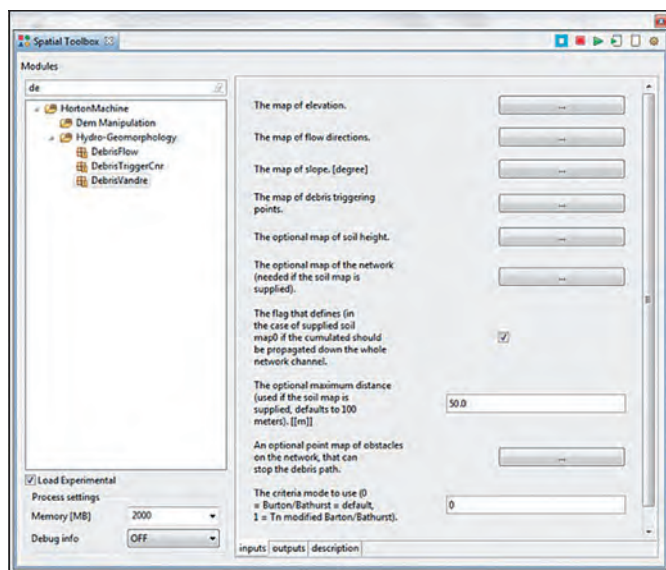 Spatial Toolbox
Modules
de
HortonMachine
Dem Manipulation
Hydro-Geomorphology
DebrisFlow
DebrisTriggerCnr
DebrisVandre
Load Experimental
Process settings
Memory [MB]
2000
Debug info
OFF
The map of elevation.
...
The map of flow directions.
...
The map of slope. [degree]
...
The map of debris triggering
points.
...
The optional map of soil height.
...
The optional map of the network
(needed if the soil map is
supplied).
...
The flag that defines (in
the case of supplied soil
map0 if the cumulated should
be propagated down the whole
network channel.
The optional maximum distance
(used if the soil map is
supplied, defaults to 100
meters). [[m]]
50.0
An optional point map of obstacles
on the network, that can
stop the debris path.
...
The criteria mode to use (0
= Burton/Bathurst = default,
1 = Tn modified Barton/Bathurst).
0
inputs outputs description